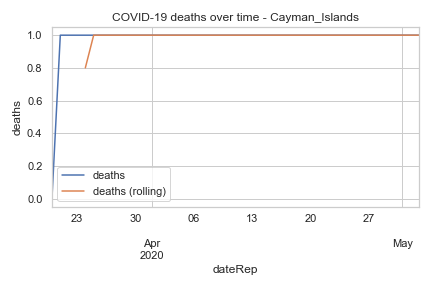 COVID-19 deaths over time - Cayman_Islands
deaths
1.0
0.8
0.6
0.4
0.2
0.0
deaths
deaths (rolling)
23
30
06
13
20
27
Apr
2020
May
dateRep